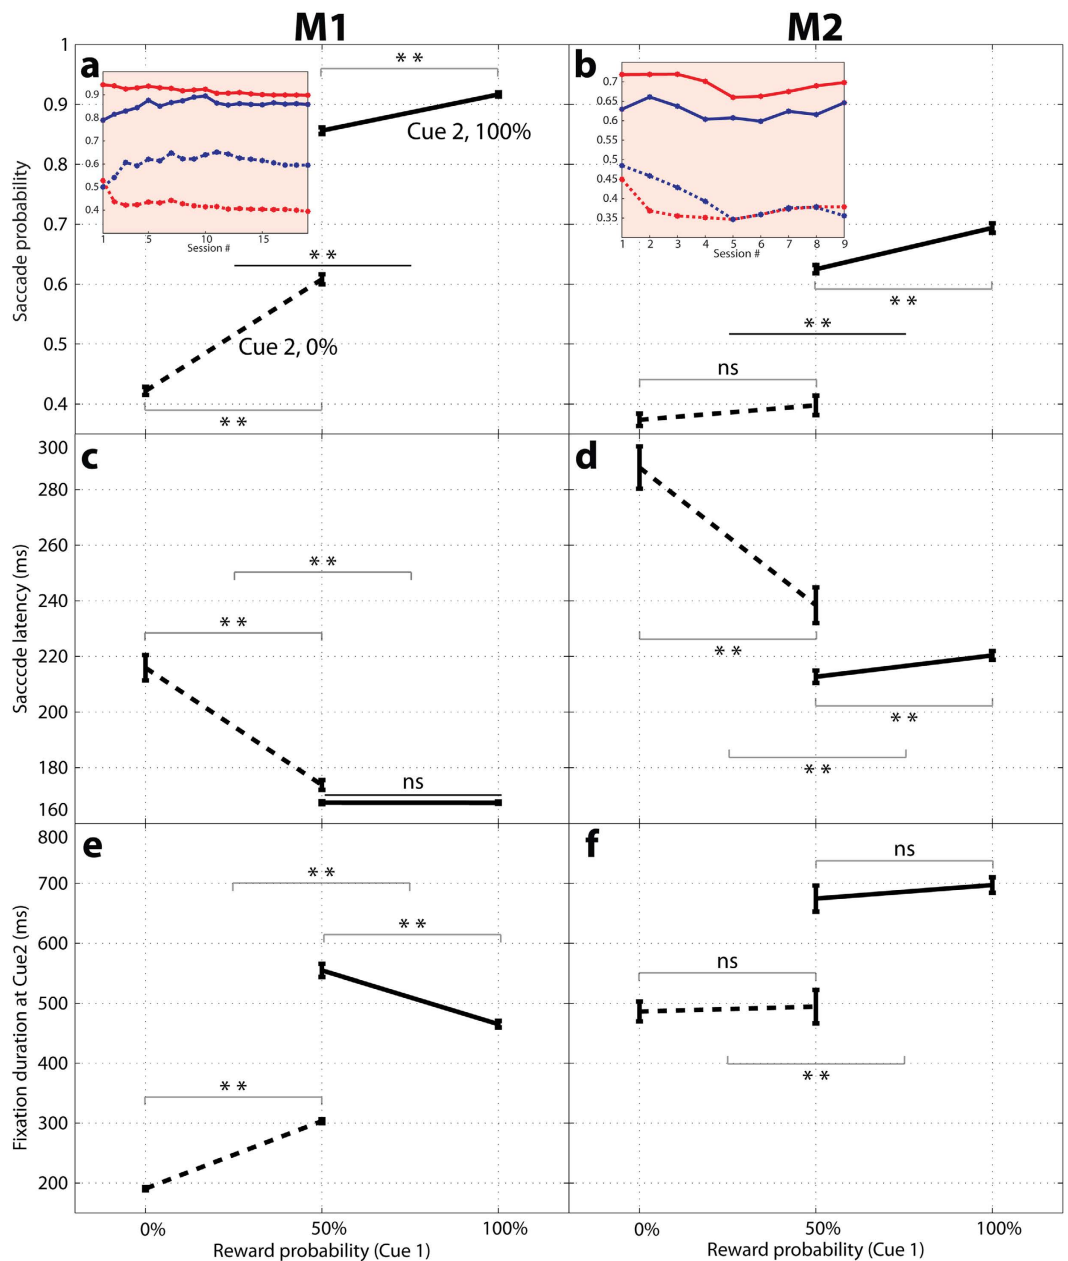 M1 M2
a
1
0.9
0.8
0.7
0.6
0.5
0.4
Saccade probability
0.9
0.8
0.7
0.6
0.5
0.4
1 5 10 15
Session #
* *
Cue 2, 100%
* *
Cue 2, 0%
* *
b
0.7
0.65
0.6
0.45
0.4
0.35
1 2 3 4 5 6 7 8 9
Session #
* *
* *
ns
c
300
280
260
240
220
200
180
160
Sacccde latency (ms)
* *
* *
ns
d
* *
* *
* *
e
800
700
600
500
400
300
200
Fixation duration at Cue2 (ms)
* *
* *
* *
0% 50% 100%
Reward probability (Cue 1)
f
ns
ns
* *
0% 50% 100%
Reward probability (Cue 1)